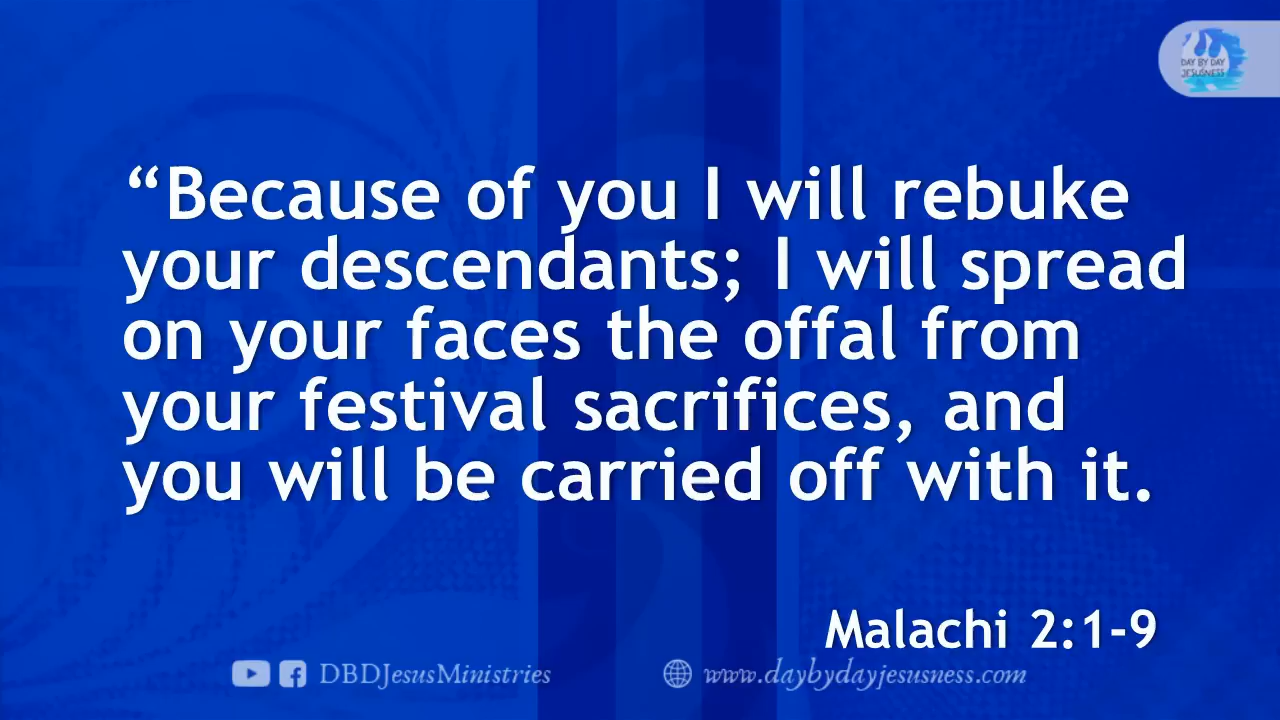 DAY BY DAY
JESUSNESS
“Because of you I will rebuke
your descendants; I will spread
on your faces the offal from
your festival sacrifices, and
you will be carried off with it.
Malachi 2:1-9
DBDJesusMinistries
www.daybydayjesusness.com